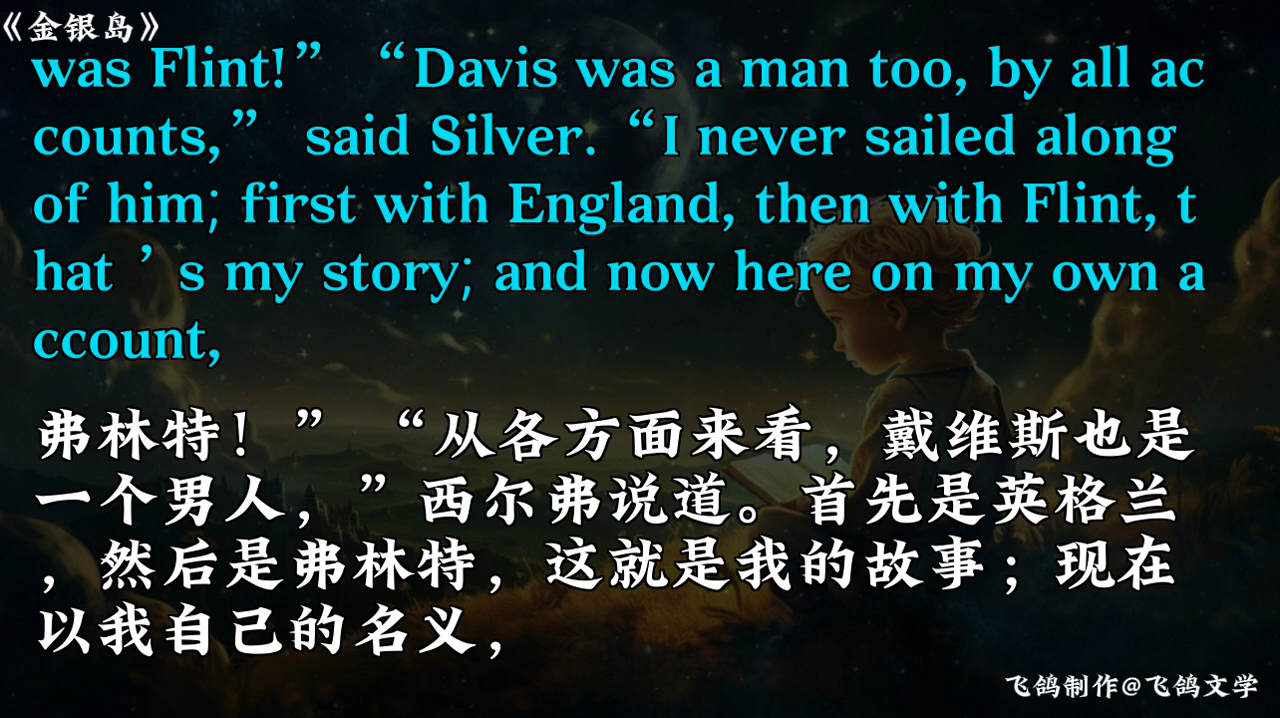 《金银岛》
was Flint!” “Davis was a man too, by all ac
counts,” said Silver. “I never sailed along
of him; first with England, then with Flint, t
hat ’s my story; and now here on my own a
ccount,
弗林特！” “从各方面来看，戴维斯也是
一个男人，”西尔弗说道。首先是英格兰
，然后是弗林特，这就是我的故事；现在
以我自己的名义，
飞鸽制作@飞鸽文学